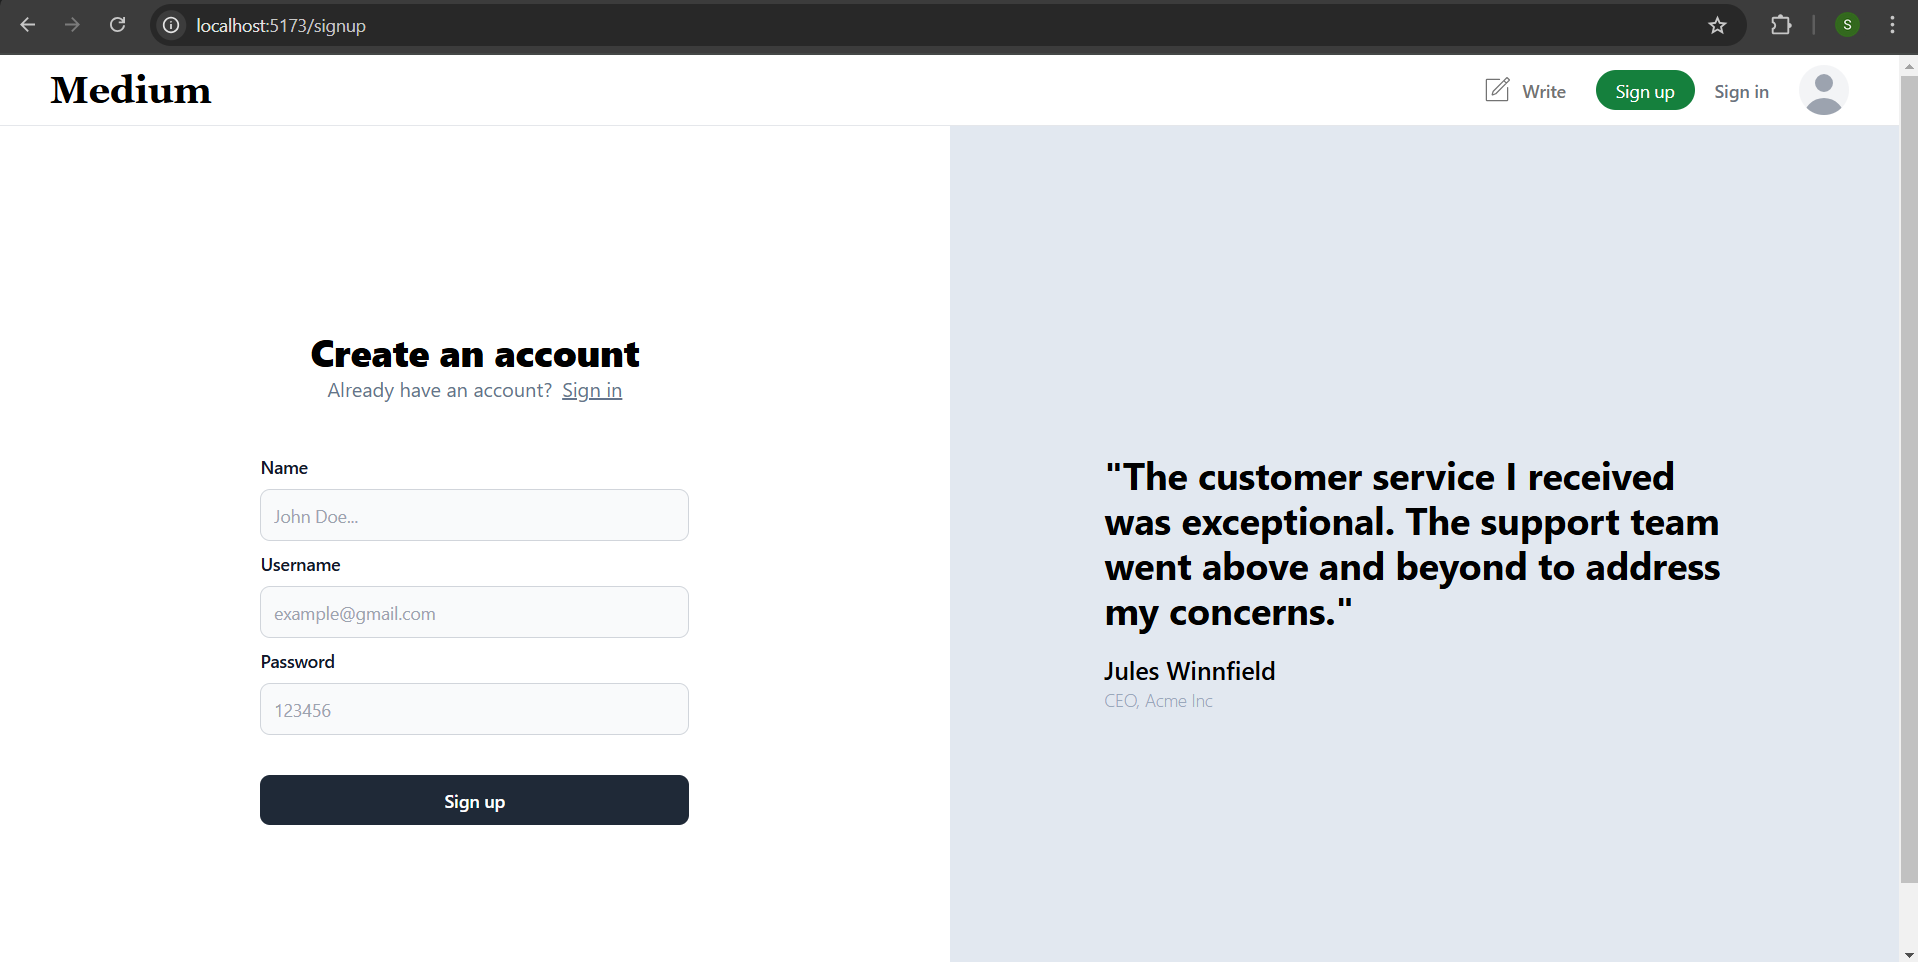 localhost:5173/signup
S
Medium
Write
Sign up
Sign in
Create an account
Already have an account? Sign in
Name
John Doe...
Username
example@gmail.com
Password
123456
Sign up
"The customer service I received
was exceptional. The support team
went above and beyond to address
my concerns."
Jules Winnfield
CEO, Acme Inc